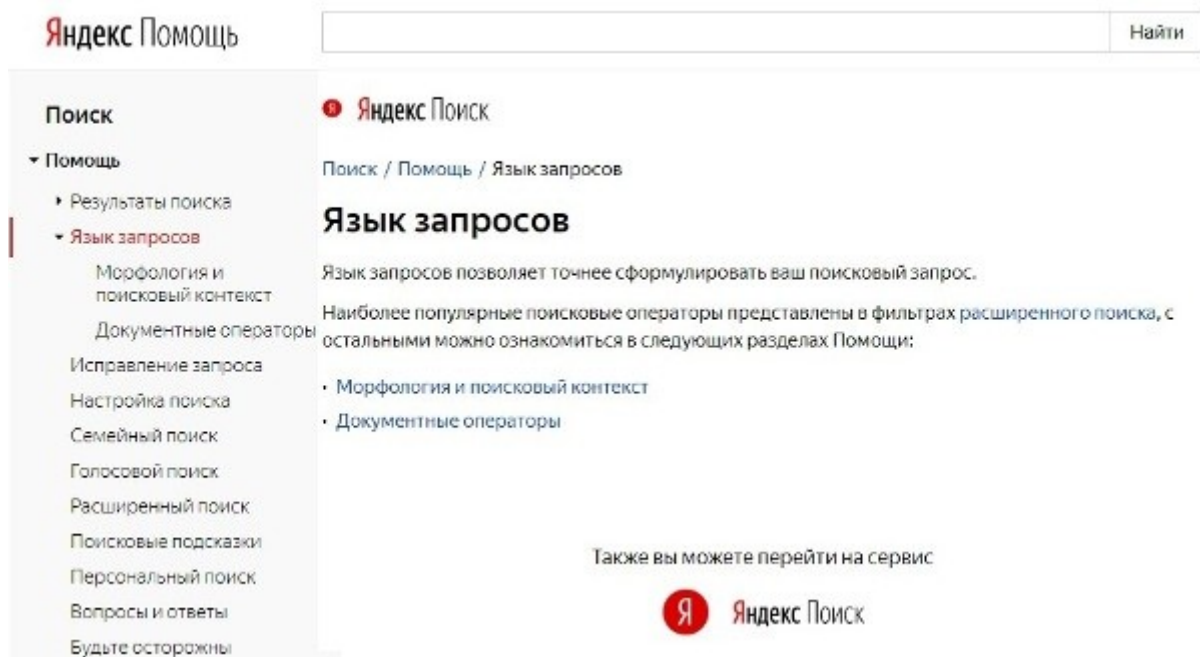 Яндекс Помощь
Найти
Поиск
Помощь
Результаты поиска
Язык запросов
Морфология и
поисковый контекст
Документные операторы
Исправление запроса
Настройка поиска
Семейный поиск
Голосовой поиск
Расширенный поиск
Поисковые подсказки
Персональный поиск
Вопросы и ответы
Будьте осторожны
Я Яндекс Поиск
Поиск / Помощь / Язык запросов
Язык запросов
Язык запросов позволяет точнее сформулировать ваш поисковый запрос.
Наиболее популярные поисковые операторы представлены в фильтрах расширенного поиска, с
остальными можно ознакомиться в следующих разделах Помощи:
• Морфология и поисковый контекст
• Документные операторы
Также вы можете перейти на сервис
Я Яндекс Поиск